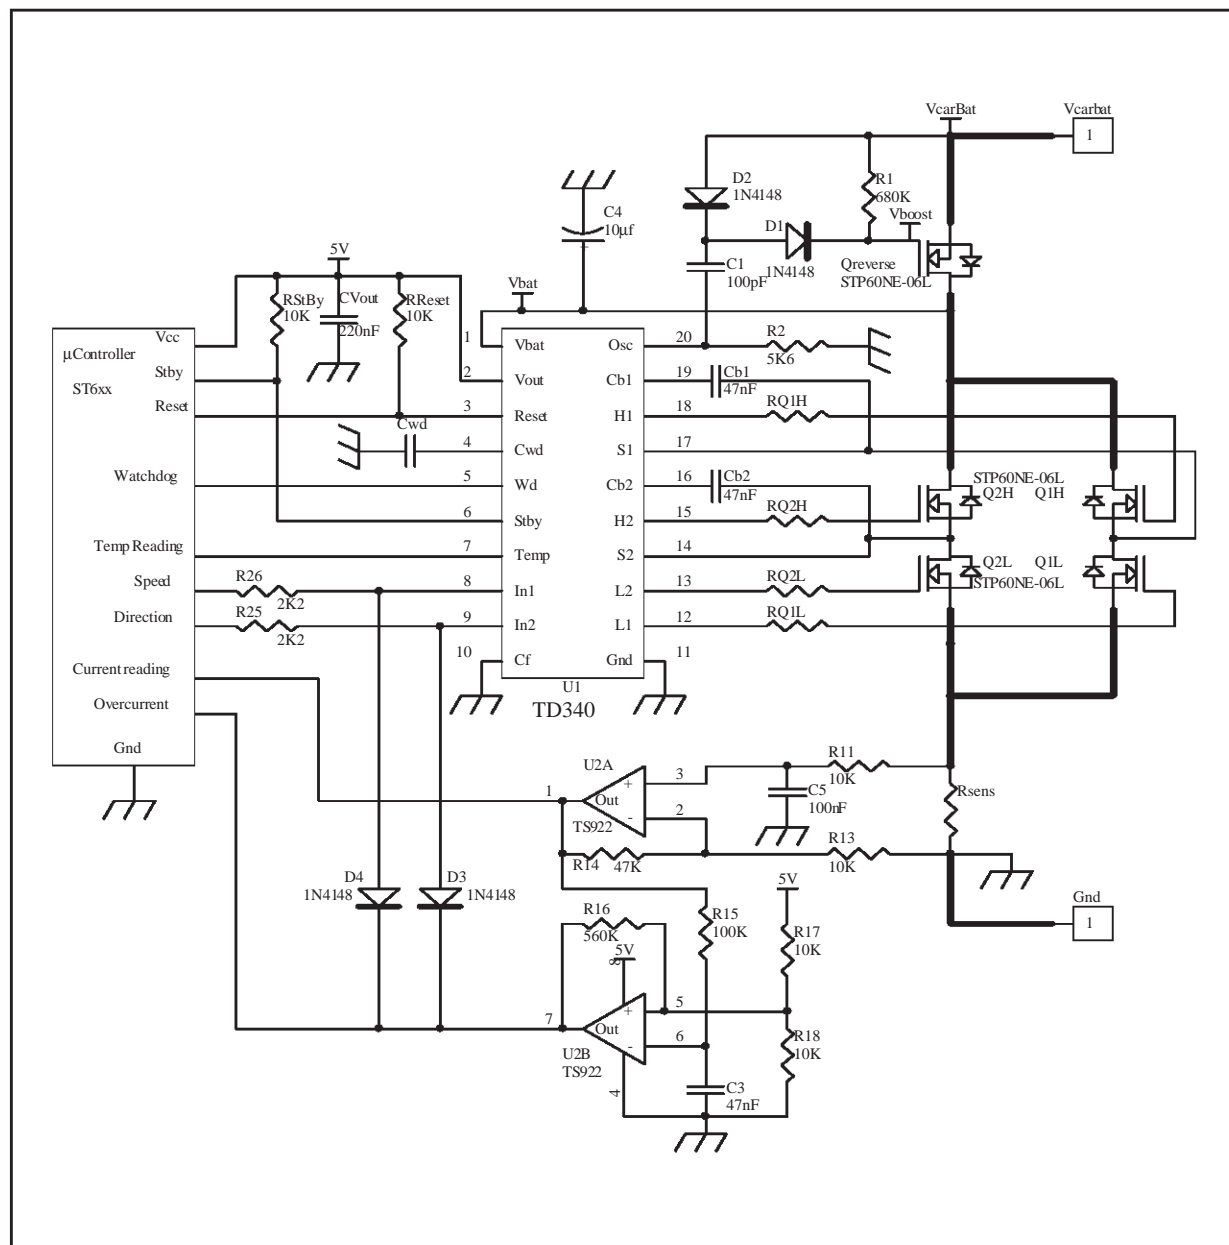 VcarBat
Vcarbat
1
D2
1N4148
R1
680K
C4
10µf
Vboost
D1
1N4148
C1
100pF
Qreverse
STP60NE-06L
5V
RStBy
10K
CVout
220nF
RReset
10K
Vbat
µController
ST6xx
Vcc
Stby
Reset
Watchdog
Temp Reading
Speed
Direction
Current reading
Overcurrent
Gnd
1
2
3
4
5
6
7
8
9
10
Vbat
Vout
Reset
Cwd
Wd
Stby
Temp
In1
In2
Cf
Osc
Cb1
H1
S1
Cb2
H2
S2
L2
L1
Gnd
20
19
18
17
16
15
14
13
12
11
U1
TD340
Cwd
R2
5K6
Cb1
47nF
RQ1H
Cb2
47nF
RQ2H
RQ2L
RQ1L
STP60NE-06L
Q2H
Q1H
Q2L
Q1L
STP60NE-06L
R26
2K2
R25
2K2
U2A
1
Out
+
-
3
2
TS922
R11
10K
C5
100nF
Rsens
R14
47K
R13
10K
D4
1N4148
D3
1N4148
R16
560K
R15
100K
5V
R17
10K
Gnd
1
5V
8
7
Out
+
-
5
6
4
U2B
TS922
R18
10K
C3
47nF